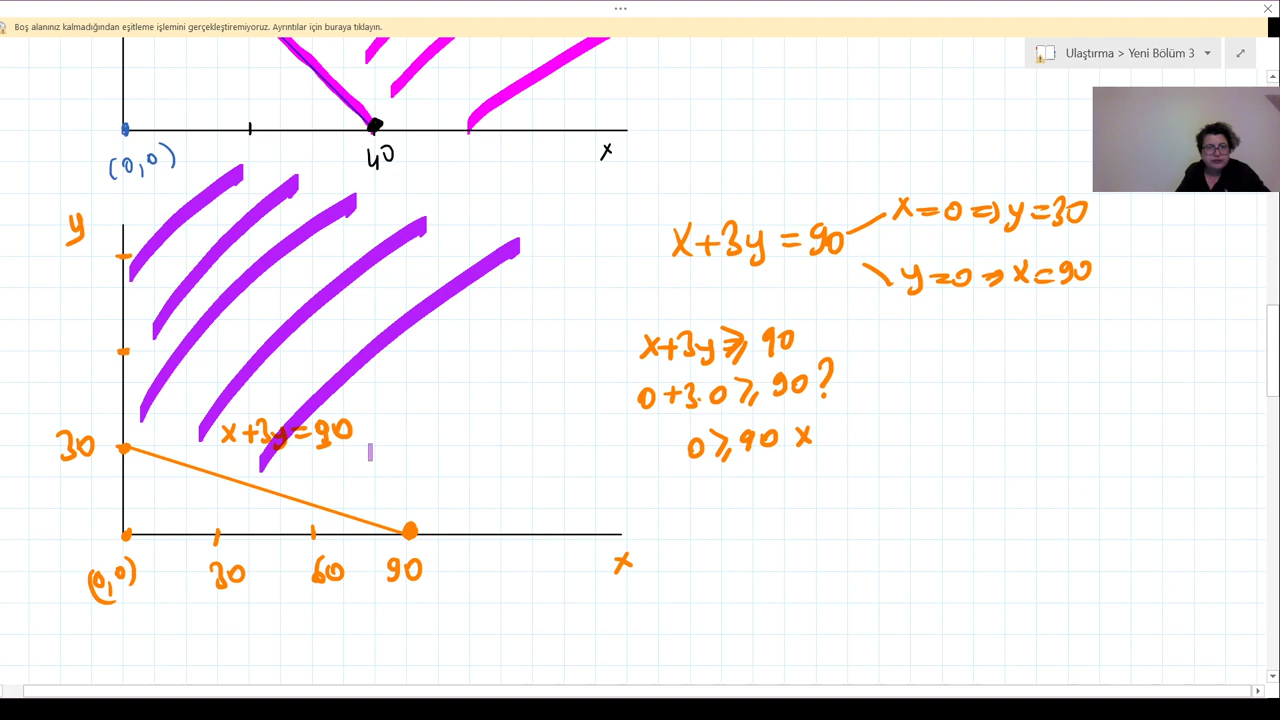 Boş alanınız kalmadığından eşitleme işlemini gerçekleştiremiyoruz. Ayrıntılar için buraya tıklayın.
Ulaştırma > Yeni Bölüm 3
(0,0)
40
x
y
x+3y=90
x=0⇒y=30
y=0⇒x=90
x+3y⩾90
0+3.0⩾90?
0⩾90 x
x+3y=90
30
(0,0)
30
60
90
x